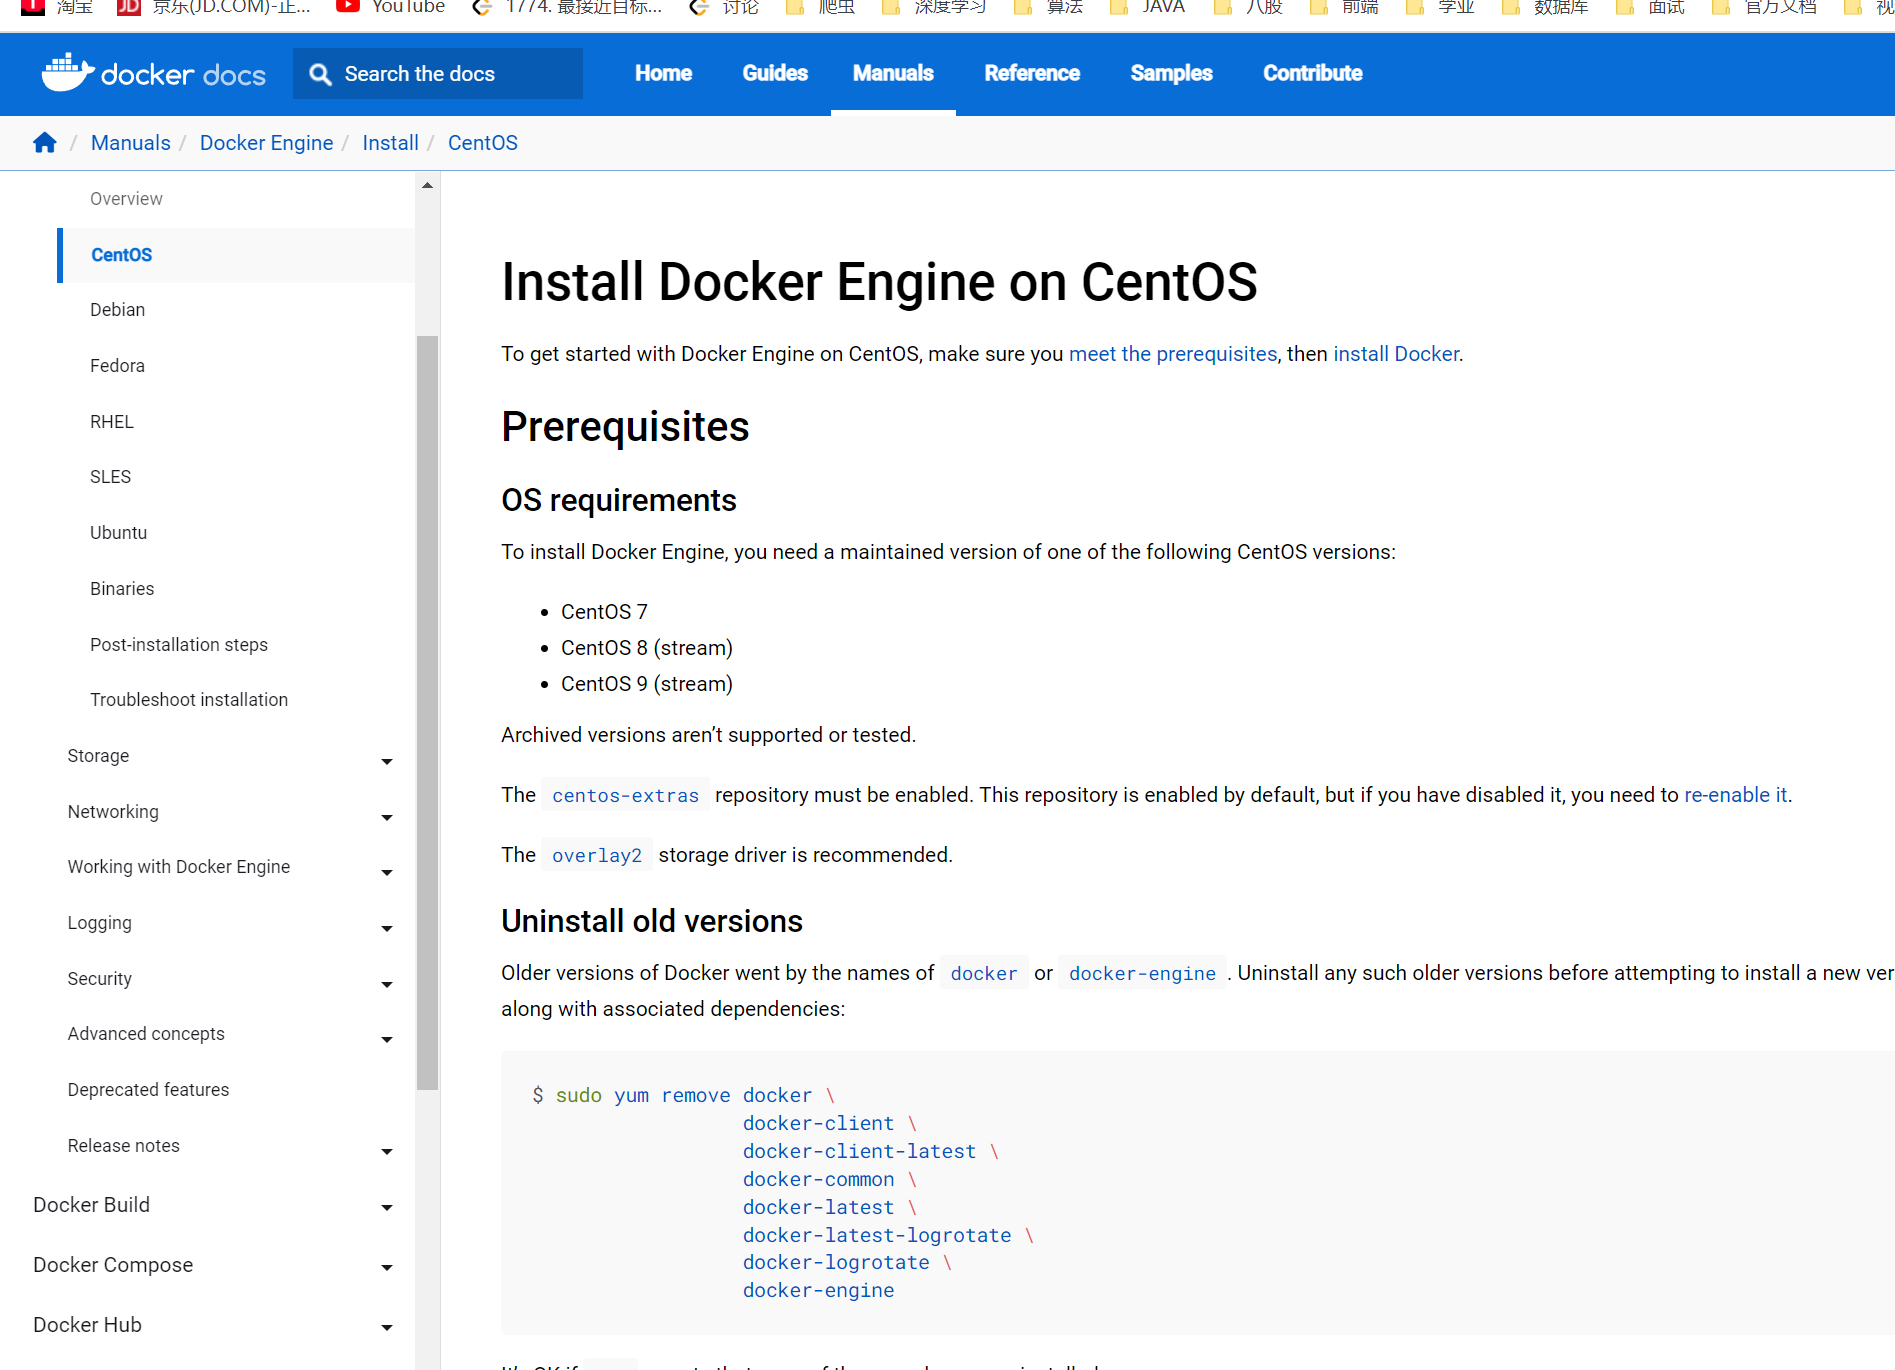 淘宝 京东(JD.COM)-正... YouTube 1774. 最接近目标... 讨论 爬虫 深度学习 算法 JAVA 八股 前端 学业 数据库 面试 官方文档 视
docker docs Search the docs Home Guides Manuals Reference Samples Contribute
/ Manuals / Docker Engine / Install / CentOS
Overview
CentOS
Debian
Fedora
RHEL
SLES
Ubuntu
Binaries
Post-installation steps
Troubleshoot installation
Storage
Networking
Working with Docker Engine
Logging
Security
Advanced concepts
Deprecated features
Release notes
Docker Build
Docker Compose
Docker Hub
Install Docker Engine on CentOS
To get started with Docker Engine on CentOS, make sure you meet the prerequisites, then install Docker.
Prerequisites
OS requirements
To install Docker Engine, you need a maintained version of one of the following CentOS versions:
• CentOS 7
• CentOS 8 (stream)
• CentOS 9 (stream)
Archived versions aren’t supported or tested.
The centos-extras repository must be enabled. This repository is enabled by default, but if you have disabled it, you need to re-enable it.
The overlay2 storage driver is recommended.
Uninstall old versions
Older versions of Docker went by the names of docker or docker-engine. Uninstall any such older versions before attempting to install a new ver
along with associated dependencies:
$ sudo yum remove docker \
docker-client \
docker-client-latest \
docker-common \
docker-latest \
docker-latest-logrotate \
docker-logrotate \
docker-engine